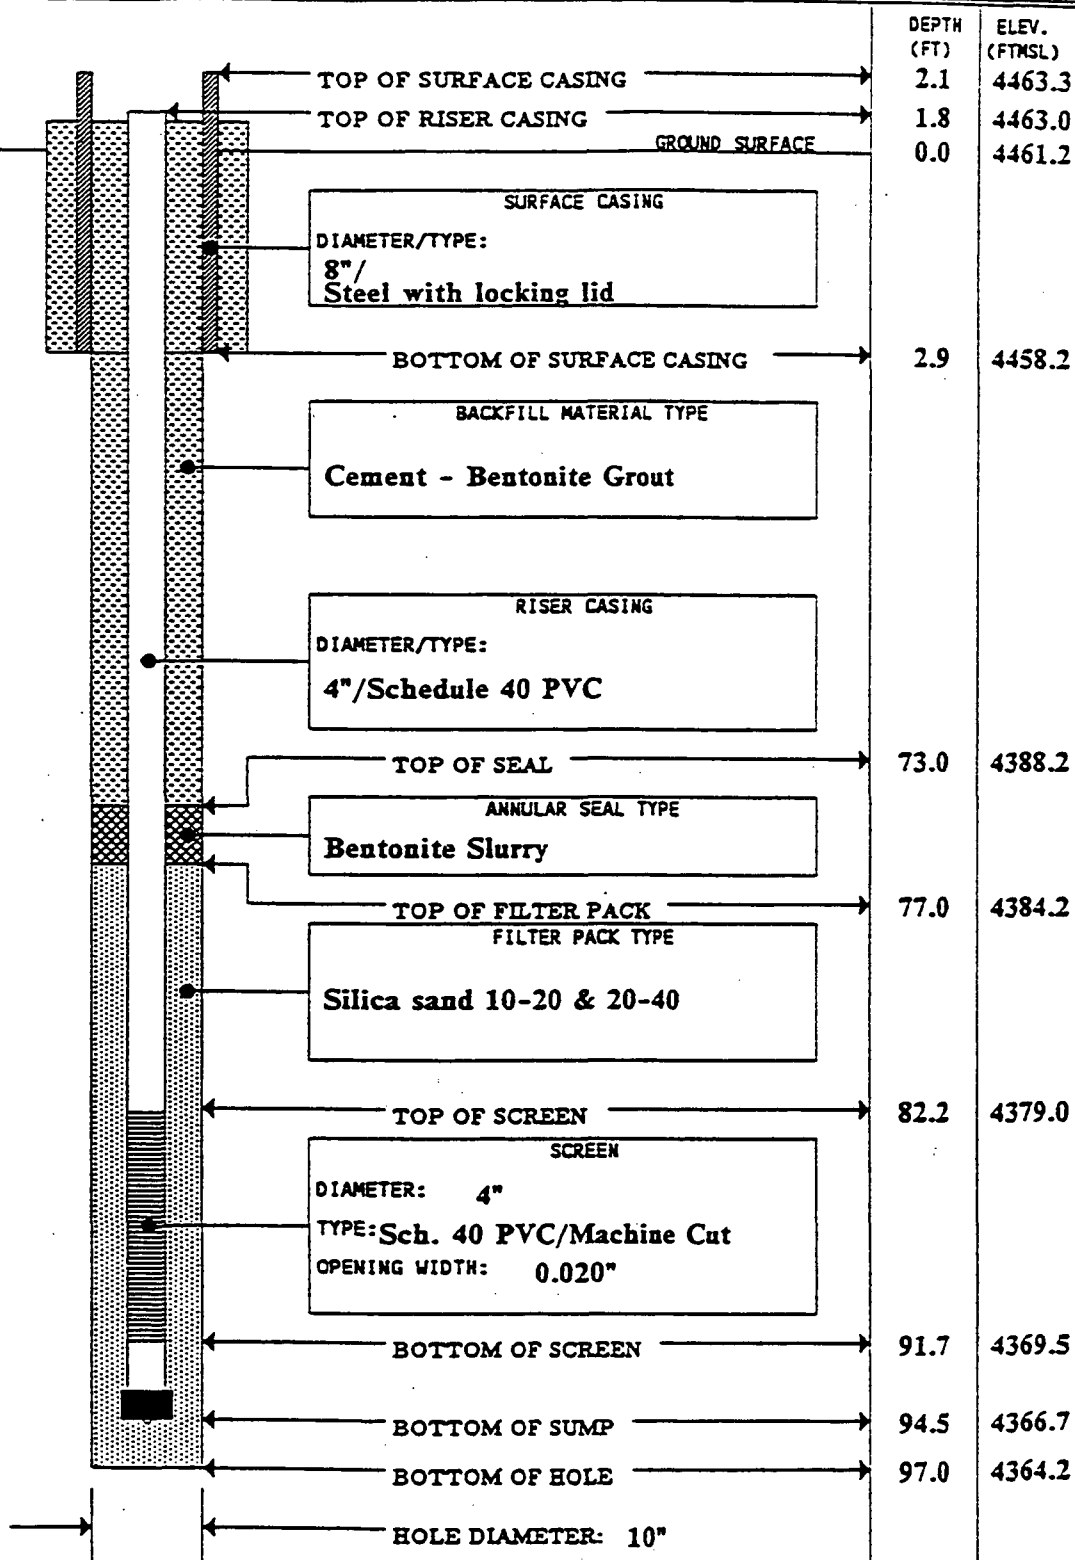 DEPTH ELEV.
(FT) (FTMSL)
TOP OF SURFACE CASING 2.1 4463.3
TOP OF RISER CASING 1.8 4463.0
GROUND SURFACE 0.0 4461.2
SURFACE CASING
DIAMETER/TYPE:
8"/
Steel with locking lid
BOTTOM OF SURFACE CASING 2.9 4458.2
BACKFILL MATERIAL TYPE
Cement - Bentonite Grout
RISER CASING
DIAMETER/TYPE:
4"/Schedule 40 PVC
TOP OF SEAL 73.0 4388.2
ANNULAR SEAL TYPE
Bentonite Slurry
TOP OF FILTER PACK 77.0 4384.2
FILTER PACK TYPE
Silica sand 10-20 & 20-40
TOP OF SCREEN 82.2 4379.0
SCREEN
DIAMETER: 4"
TYPE: Sch. 40 PVC/Machine Cut
OPENING WIDTH: 0.020"
BOTTOM OF SCREEN 91.7 4369.5
BOTTOM OF SUMP 94.5 4366.7
BOTTOM OF HOLE 97.0 4364.2
HOLE DIAMETER: 10"